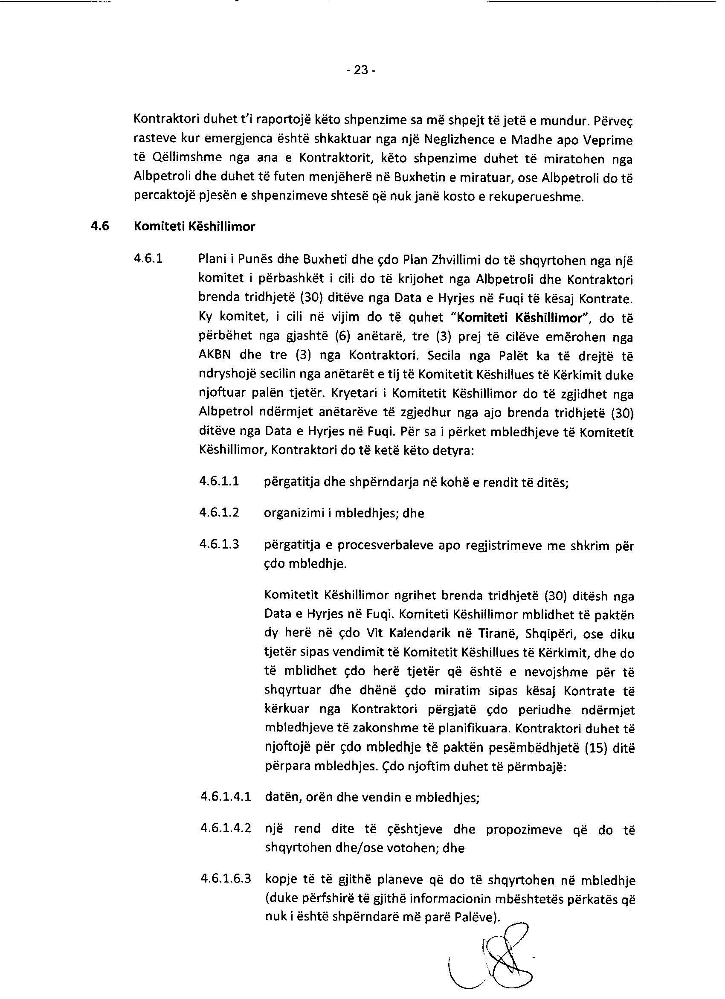 - 23 -
Kontraktori duhet t'i raportojë këto shpenzime sa më shpejt të jetë e mundur. Përveç
rasteve kur emergjenca është shkaktuar nga një Neglizhence e Madhe apo Veprime
të Qëllimshme nga ana e Kontraktorit, këto shpenzime duhet të miratohen nga
Albpetroli dhe duhet të futen menjëherë në Buxhetin e miratuar, ose Albpetroli do të
percaktojë pjesën e shpenzimeve shtesë që nuk janë kosto e rekuperueshme.
4.6 Komiteti Këshillimor
4.6.1 Plani i Punës dhe Buxheti dhe çdo Plan Zhvillimi do të shqyrtohen nga një
komitet i përbashkët i cili do të krijohet nga Albpetroli dhe Kontraktori
brenda tridhjetë (30) ditëve nga Data e Hyrjes në Fuqi të kësaj Kontrate.
Ky komitet, i cili në vijim do të quhet "Komiteti Këshillimor", do të
përbëhet nga gjashtë (6) anëtarë, tre (3) prej të cilëve emërohen nga
AKBN dhe tre (3) nga Kontraktori. Secila nga Palët ka të drejtë të
ndryshojë secilin nga anëtarët e tij të Komitetit Këshillues të Kërkimit duke
njoftuar palën tjetër. Kryetari i Komitetit Këshillimor do të zgjidhet nga
Albpetrol ndërmjet anëtarëve të zgjedhur nga ajo brenda tridhjetë (30)
ditëve nga Data e Hyrjes në Fuqi. Për sa i përket mbledhjeve të Komitetit
Këshillimor, Kontraktori do të ketë këto detyra:
4.6.1.1 përgatitja dhe shpërndarja në kohë e rendit të ditës;
4.6.1.2 organizimi i mbledhjes; dhe
4.6.1.3 përgatitja e procesverbaleve apo regjistrimeve me shkrim për
çdo mbledhje.
Komitetit Këshillimor ngrihet brenda tridhjetë (30) ditësh nga
Data e Hyrjes në Fuqi. Komiteti Këshillimor mblidhet të paktën
dy herë në çdo Vit Kalendarik në Tiranë, Shqipëri, ose diku
tjetër sipas vendimit të Komitetit Këshillues të Kërkimit, dhe do
të mblidhet çdo herë tjetër që është e nevojshme për të
shqyrtuar dhe dhënë çdo miratim sipas kësaj Kontrate të
kërkuar nga Kontraktori përgjatë çdo periudhe ndërmjet
mbledhjeve të zakonshme të planifikuara. Kontraktori duhet të
njoftojë për çdo mbledhje të paktën pesëmbëdhjetë (15) ditë
përpara mbledhjes. Çdo njoftim duhet të përmbajë:
4.6.1.4.1 datën, orën dhe vendin e mbledhjes;
4.6.1.4.2 një rend dite të çështjeve dhe propozimeve që do të
shqyrtohen dhe/ose votohen; dhe
4.6.1.6.3 kopje të të gjithë planeve që do të shqyrtohen në mbledhje
(duke përfshirë të gjithë informacionin mbështetës përkatës që
nuk i është shpërndarë më parë Palëve).